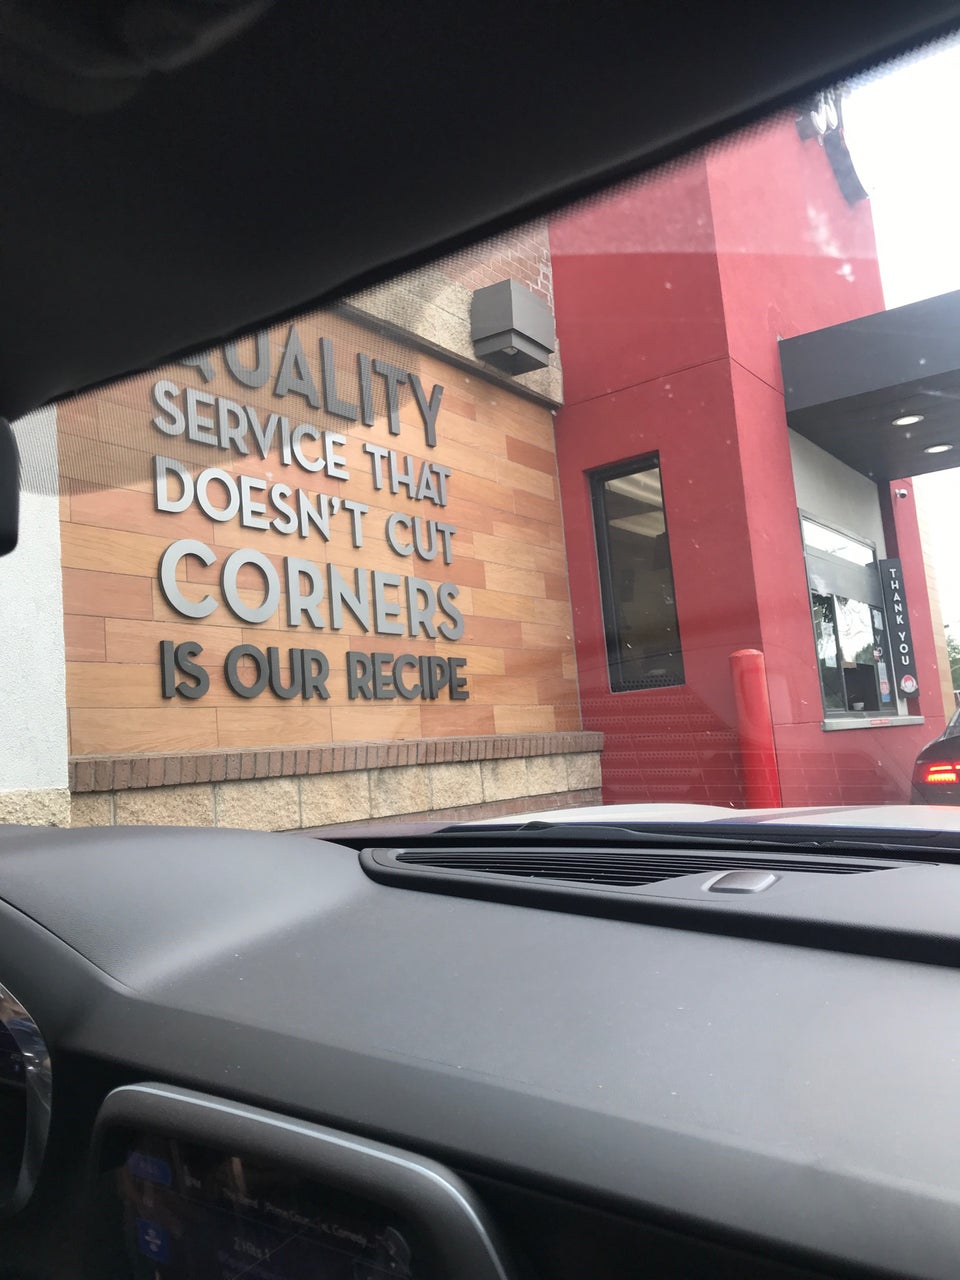 QUALITY
SERVICE THAT
DOESN'T CUT
CORNERS
IS OUR RECIPE
THANK YOU